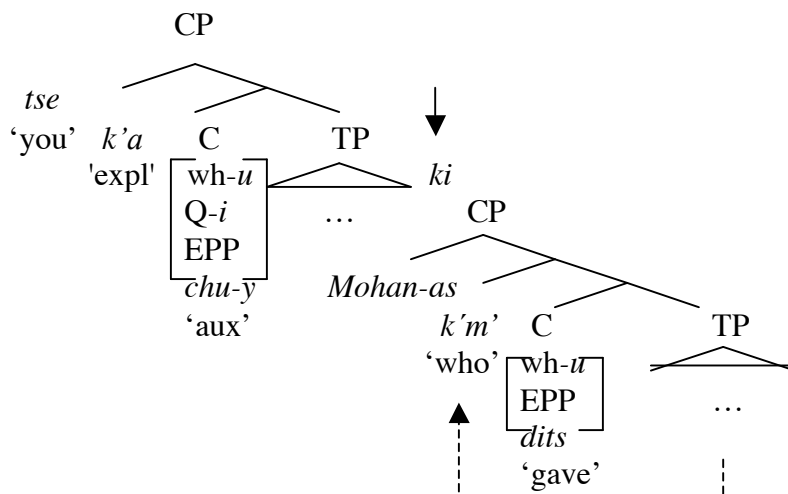 CP
tse
‘you’ k’a C TP
'expl' wh-u ki
Q-i … CP
EPP
chu-y Mohan-as
‘aux’ k´m’ C TP
‘who’ wh-u
EPP …
dits
‘gave’